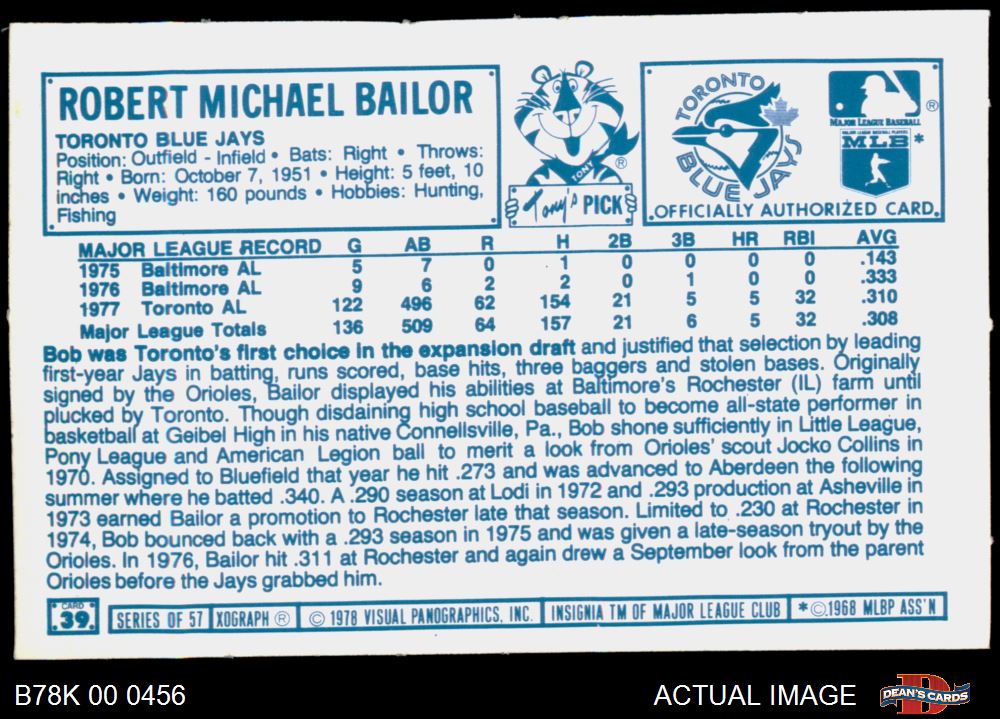 ROBERT MICHAEL BAILOR
TORONTO BLUE JAYS
Position: Outfield - Infield • Bats: Right • Throws:
Right • Born: October 7, 1951 • Height: 5 feet, 10
inches • Weight: 160 pounds • Hobbies: Hunting,
Fishing
TONY
®
Tony's PICK
TORONTO
BLUE JAYS
®
MAJOR LEAGUE BASEBALL
MAJOR LEAGUE BASEBALL PLAYERS
MLB *
OFFICIALLY AUTHORIZED CARD
MAJOR LEAGUE RECORD G AB R H 2B 3B HR RBI AVG
1975 Baltimore AL 5 7 0 1 0 0 0 0 .143
1976 Baltimore AL 9 6 2 2 0 1 0 0 .333
1977 Toronto AL 122 496 62 154 21 5 5 32 .310
Major League Totals 136 509 64 157 21 6 5 32 .308
Bob was Toronto's first choice in the expansion draft and justified that selection by leading
first-year Jays in batting, runs scored, base hits, three baggers and stolen bases. Originally
signed by the Orioles, Bailor displayed his abilities at Baltimore's Rochester (IL) farm until
plucked by Toronto. Though disdaining high school baseball to become all-state performer in
basketball at Geibel High in his native Connellsville, Pa., Bob shone sufficiently in Little League,
Pony League and American Legion ball to merit a look from Orioles' scout Jocko Collins in
1970. Assigned to Bluefield that year he hit .273 and was advanced to Aberdeen the following
summer where he batted .340. A .290 season at Lodi in 1972 and .293 production at Asheville in
1973 earned Bailor a promotion to Rochester late that season. Limited to .230 at Rochester in
1974, Bob bounced back with a .293 season in 1975 and was given a late-season tryout by the
Orioles. In 1976, Bailor hit .311 at Rochester and again drew a September look from the parent
Orioles before the Jays grabbed him.
CARD
39
SERIES OF 57 XOGRAPH ® © 1978 VISUAL PANOGRAPHICS, INC. INSIGNIA TM OF MAJOR LEAGUE CLUB * ©1968 MLBP ASS'N
B78K 00 0456 ACTUAL IMAGE DEAN'S CARDS